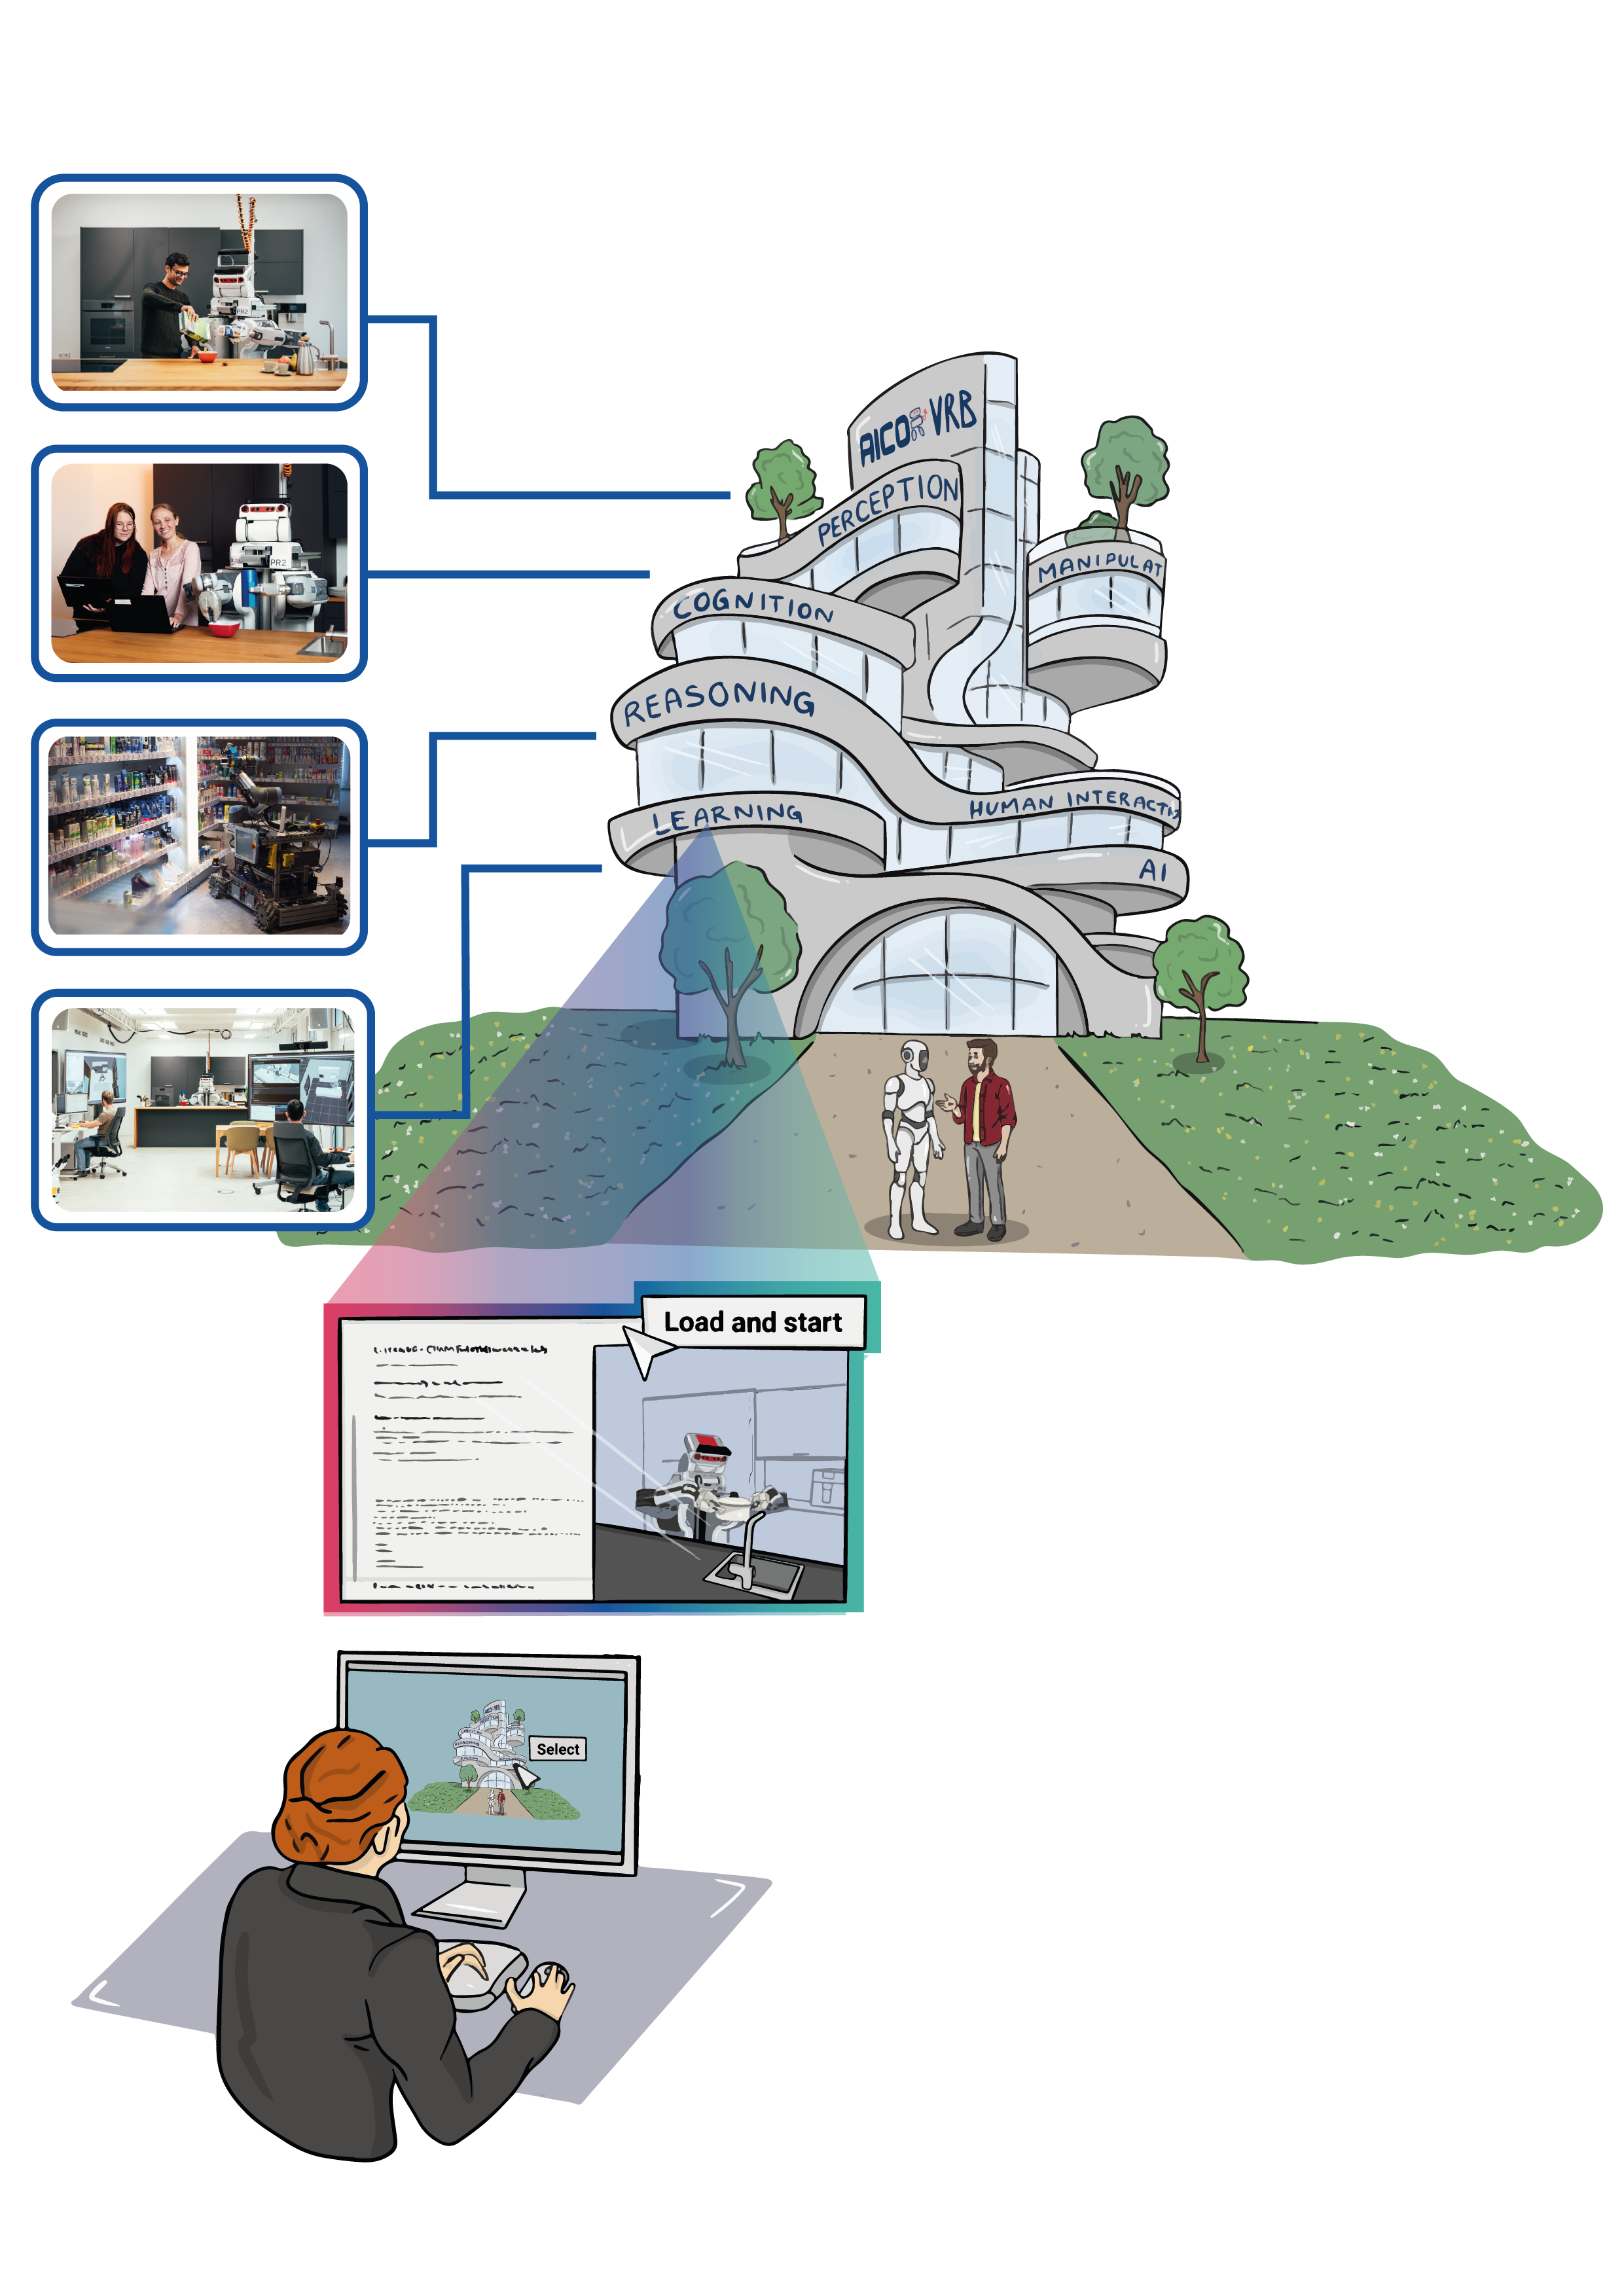 AICOR VRB
PERCEPTION
MANIPULAT
COGNITION
REASONING
HUMAN INTERACTI
LEARNING
AI
PR2
PR2
Load and start
Select